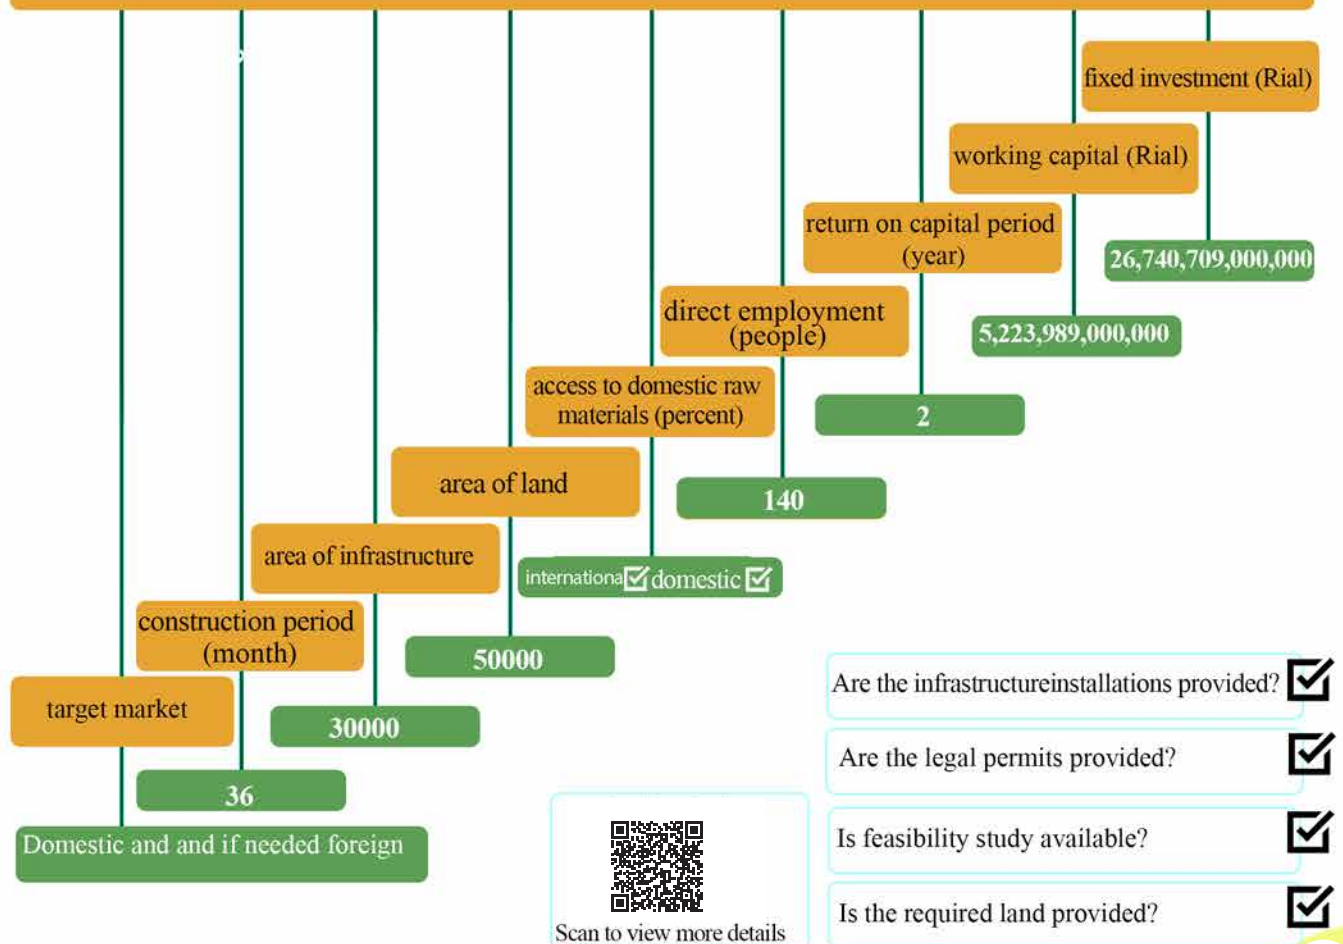 fixed investment (Rial)
26,740,709,000,000
working capital (Rial)
5,223,989,000,000
return on capital period
(year)
2
direct employment
(people)
140
access to domestic raw
materials (percent)
internationa domestic
area of land
50000
area of infrastructure
30000
construction period
(month)
36
target market
Domestic and and if needed foreign
Are the infrastructureinstallations provided?
Are the legal permits provided?
Is feasibility study available?
Is the required land provided?
Scan to view more details